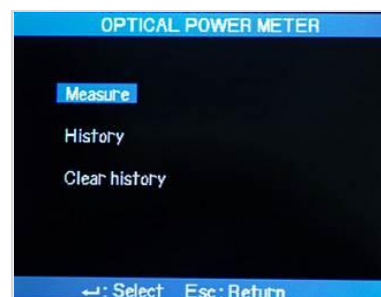 OPTICAL POWER METER
Measure
History
Clear history
↵: Select Esc: Return